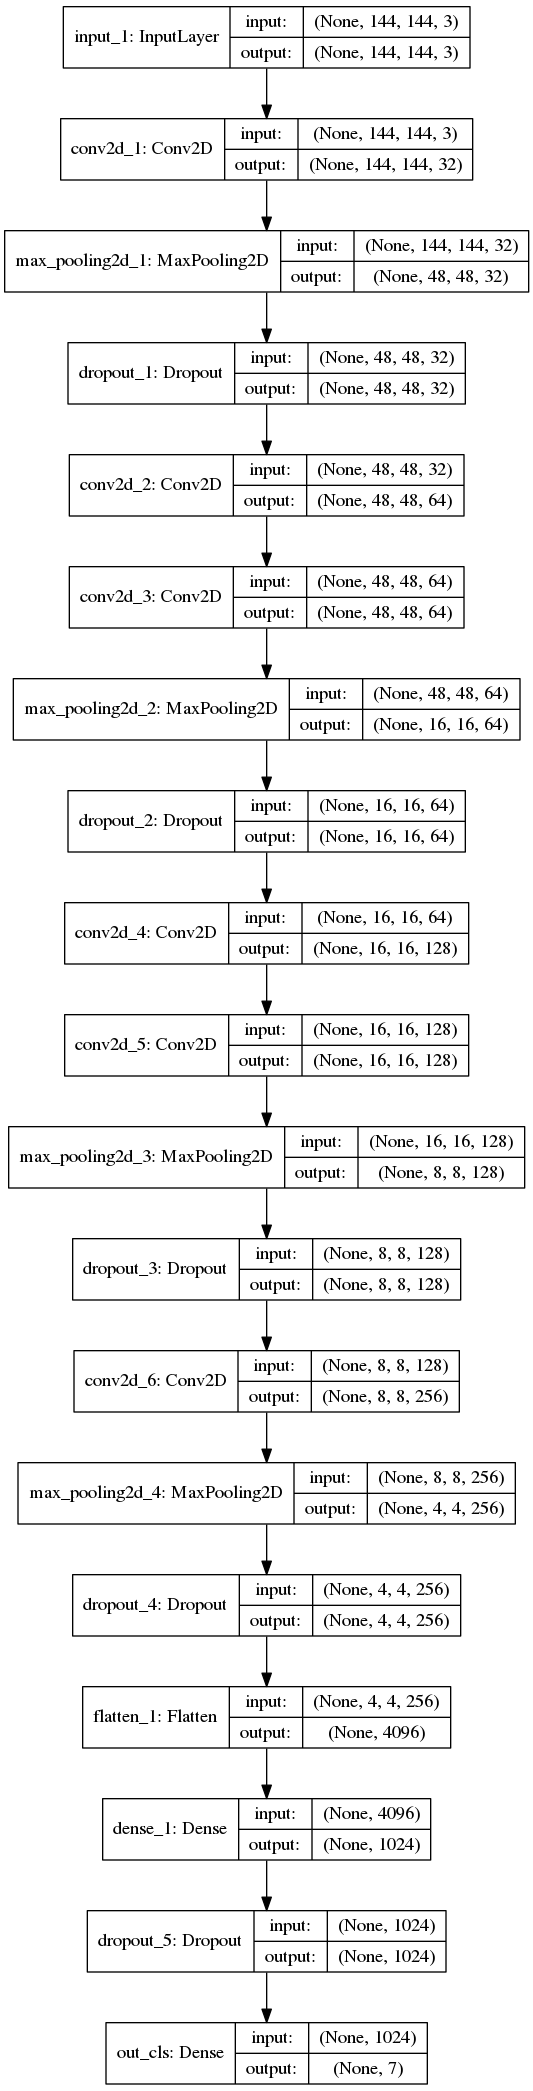 input_1: InputLayer
input:
(None, 144, 144, 3)
output:
(None, 144, 144, 3)
conv2d_1: Conv2D
input:
(None, 144, 144, 3)
output:
(None, 144, 144, 32)
max_pooling2d_1: MaxPooling2D
input:
(None, 144, 144, 32)
output:
(None, 48, 48, 32)
dropout_1: Dropout
input:
(None, 48, 48, 32)
output:
(None, 48, 48, 32)
conv2d_2: Conv2D
input:
(None, 48, 48, 32)
output:
(None, 48, 48, 64)
conv2d_3: Conv2D
input:
(None, 48, 48, 64)
output:
(None, 48, 48, 64)
max_pooling2d_2: MaxPooling2D
input:
(None, 48, 48, 64)
output:
(None, 16, 16, 64)
dropout_2: Dropout
input:
(None, 16, 16, 64)
output:
(None, 16, 16, 64)
conv2d_4: Conv2D
input:
(None, 16, 16, 64)
output:
(None, 16, 16, 128)
conv2d_5: Conv2D
input:
(None, 16, 16, 128)
output:
(None, 16, 16, 128)
max_pooling2d_3: MaxPooling2D
input:
(None, 16, 16, 128)
output:
(None, 8, 8, 128)
dropout_3: Dropout
input:
(None, 8, 8, 128)
output:
(None, 8, 8, 128)
conv2d_6: Conv2D
input:
(None, 8, 8, 128)
output:
(None, 8, 8, 256)
max_pooling2d_4: MaxPooling2D
input:
(None, 8, 8, 256)
output:
(None, 4, 4, 256)
dropout_4: Dropout
input:
(None, 4, 4, 256)
output:
(None, 4, 4, 256)
flatten_1: Flatten
input:
(None, 4, 4, 256)
output:
(None, 4096)
dense_1: Dense
input:
(None, 4096)
output:
(None, 1024)
dropout_5: Dropout
input:
(None, 1024)
output:
(None, 1024)
out_cls: Dense
input:
(None, 1024)
output:
(None, 7)